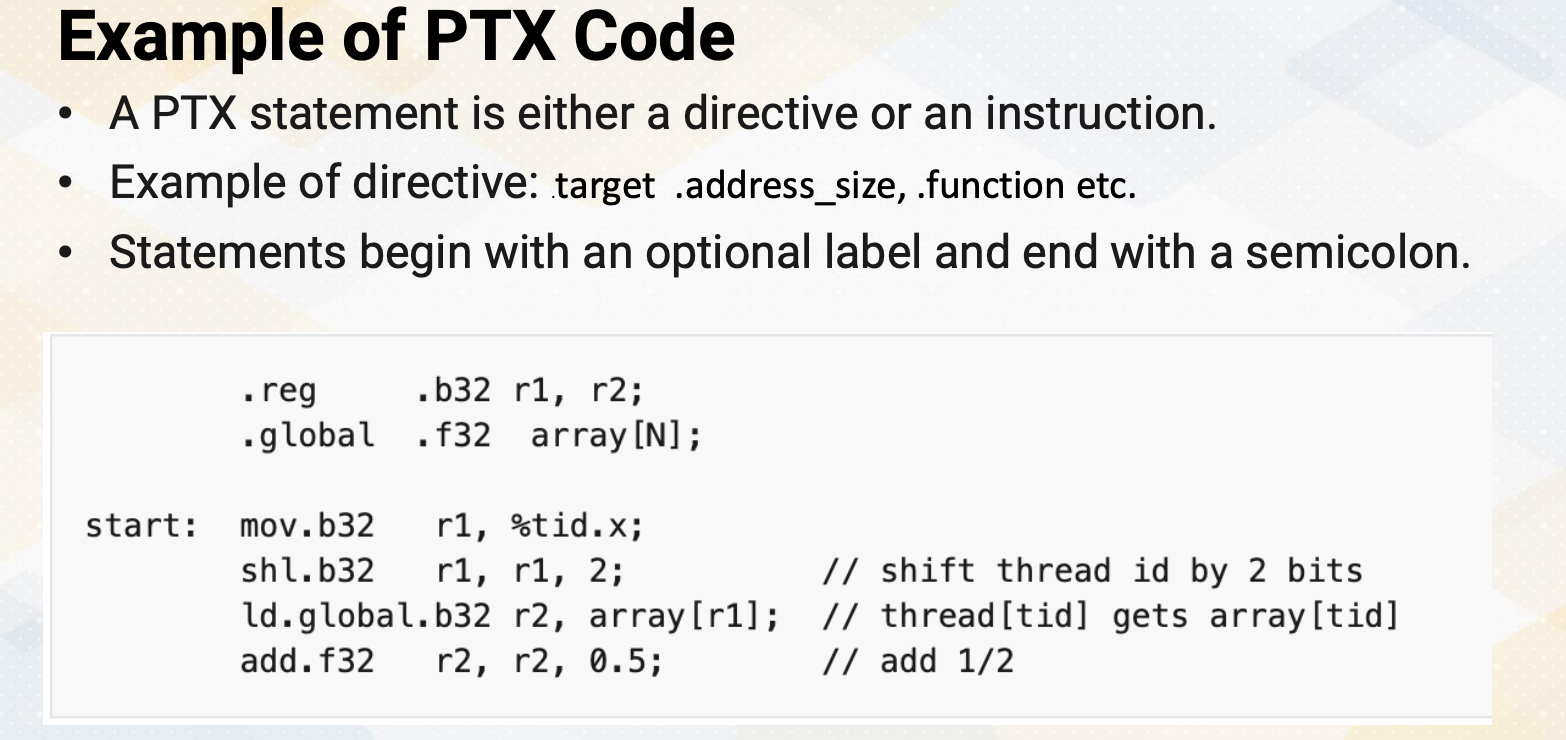 Example of PTX Code
• A PTX statement is either a directive or an instruction.
• Example of directive: .target .address_size, .function etc.
• Statements begin with an optional label and end with a semicolon.
.reg .b32 r1, r2;
.global .f32 array[N];
start: mov.b32 r1, %tid.x;
shl.b32 r1, r1, 2; // shift thread id by 2 bits
ld.global.b32 r2, array[r1]; // thread[tid] gets array[tid]
add.f32 r2, r2, 0.5; // add 1/2